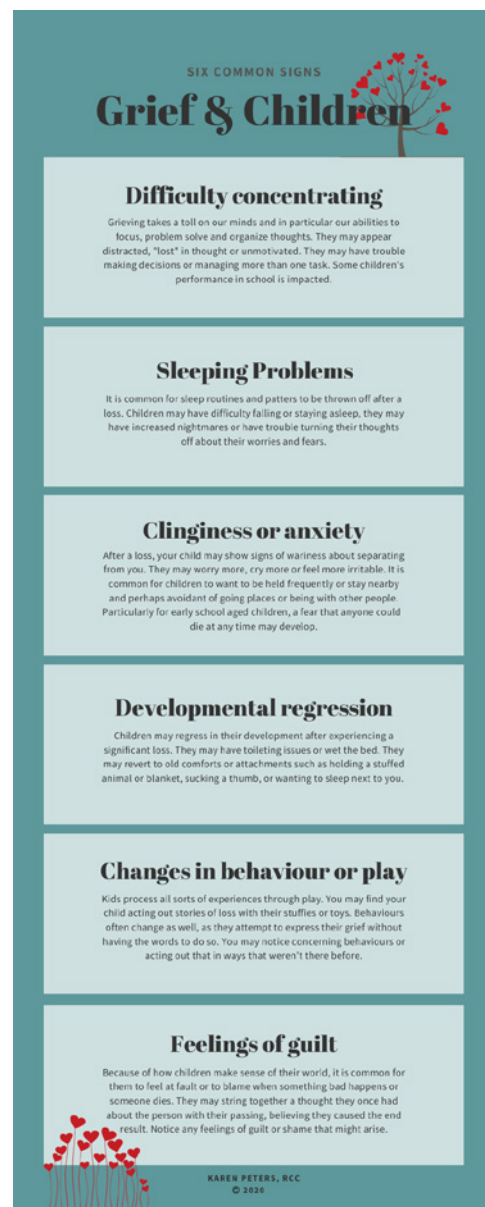 SIX COMMON SIGNS
Grief & Children
Difficulty concentrating
Grieving takes a toll on our minds and in particular our abilities to
focus, problem solve and organize thoughts. They may appear
distracted, "lost" in thought or unmotivated. They may have trouble
making decisions or managing more than one task. Some children's
performance in school is impacted.
Sleeping Problems
It is common for sleep routines and patters to be thrown off after a
loss. Children may have difficulty falling or staying asleep, they may
have increased nightmares or have trouble turning their thoughts
off about their worries and fears.
Clinginess or anxiety
After a loss, your child may show signs of wariness about separating
from you. They may worry more, cry more or feel more irritable. It is
common for children to want to be held frequently or stay nearby
and perhaps avoidant of going places or being with other people.
Particularly for early school aged children, a fear that anyone could
die at any time may develop.
Developmental regression
Children may regress in their development after experiencing a
significant loss. They may have toileting issues or wet the bed. They
may revert to old comforts or attachments such as holding a stuffed
animal or blanket, sucking a thumb, or wanting to sleep next to you.
Changes in behaviour or play
Kids process all sorts of experiences through play. You may find your
child acting out stories of loss with their stuffies or toys. Behaviours
often change as well, as they attempt to express their grief without
having the words to do so. You may notice concerning behaviours or
acting out that in ways that weren't there before.
Feelings of guilt
Because of how children make sense of their world, it is common for
them to feel at fault or to blame when something bad happens or
someone dies. They may string together a thought they once had
about the person with their passing, believing they caused the end
result. Notice any feelings of guilt or shame that might arise.
KAREN PETERS, RCC
© 2020